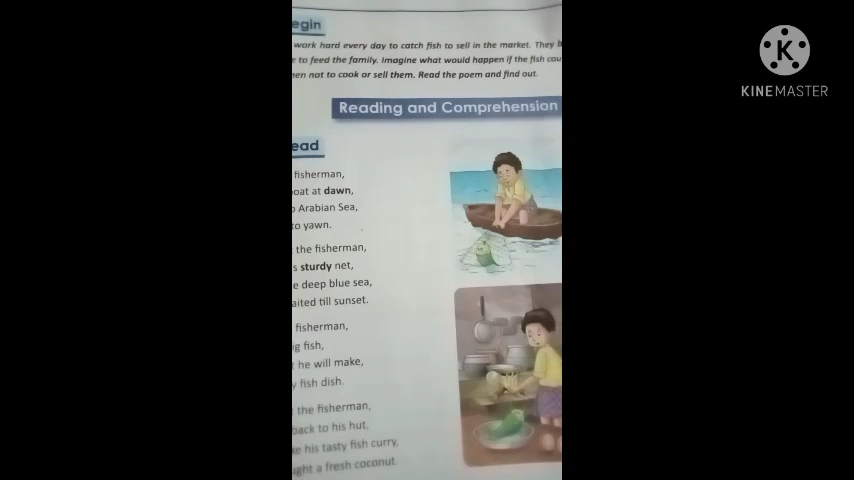 egin
work hard every day to catch fish to sell in the market. They
to feed the family. Imagine what would happen if the fish cou
en not to cook or sell them. Read the poem and find out.
Reading and Comprehension
ead
fisherman,
oat at dawn,
Arabian Sea,
to yawn.
the fisherman,
s sturdy net,
e deep blue sea,
aited till sunset.
fisherman,
g fish,
he will make,
y fish dish.
the fisherman,
back to his hut,
ke his tasty fish curry,
ught a fresh coconut.
K
KINEMASTER